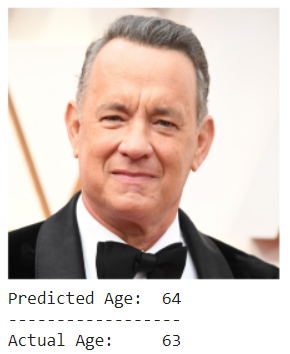 Predicted Age: 64
------------------
Actual Age: 63